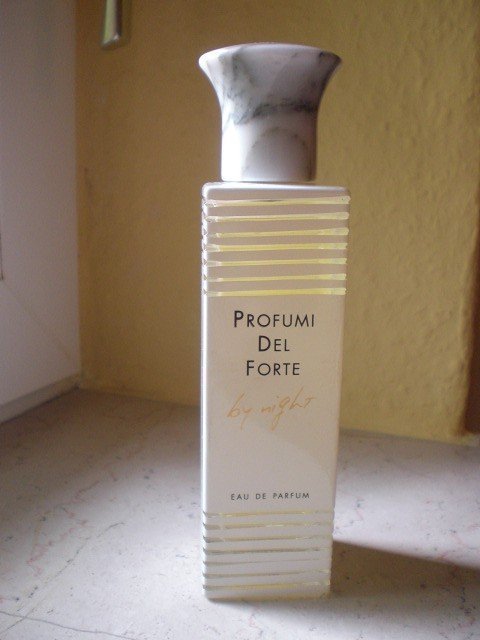 PROFUMI
DEL
FORTE
by night
EAU DE PARFUM